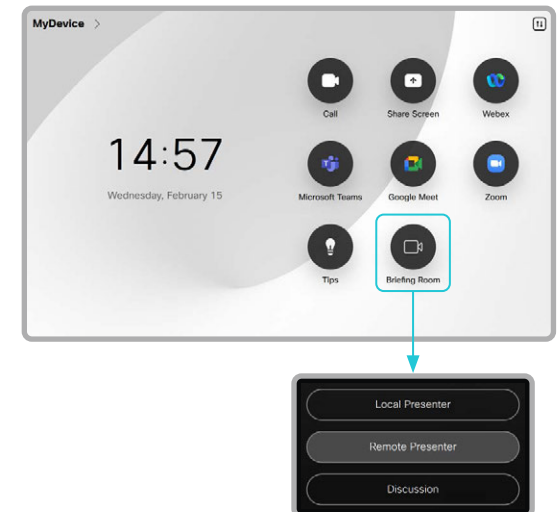 MyDevice
14:57
Wednesday, February 15
Call
Share Screen
Webex
Microsoft Teams
Google Meet
Zoom
Tips
Briefing Room
Local Presenter
Remote Presenter
Discussion